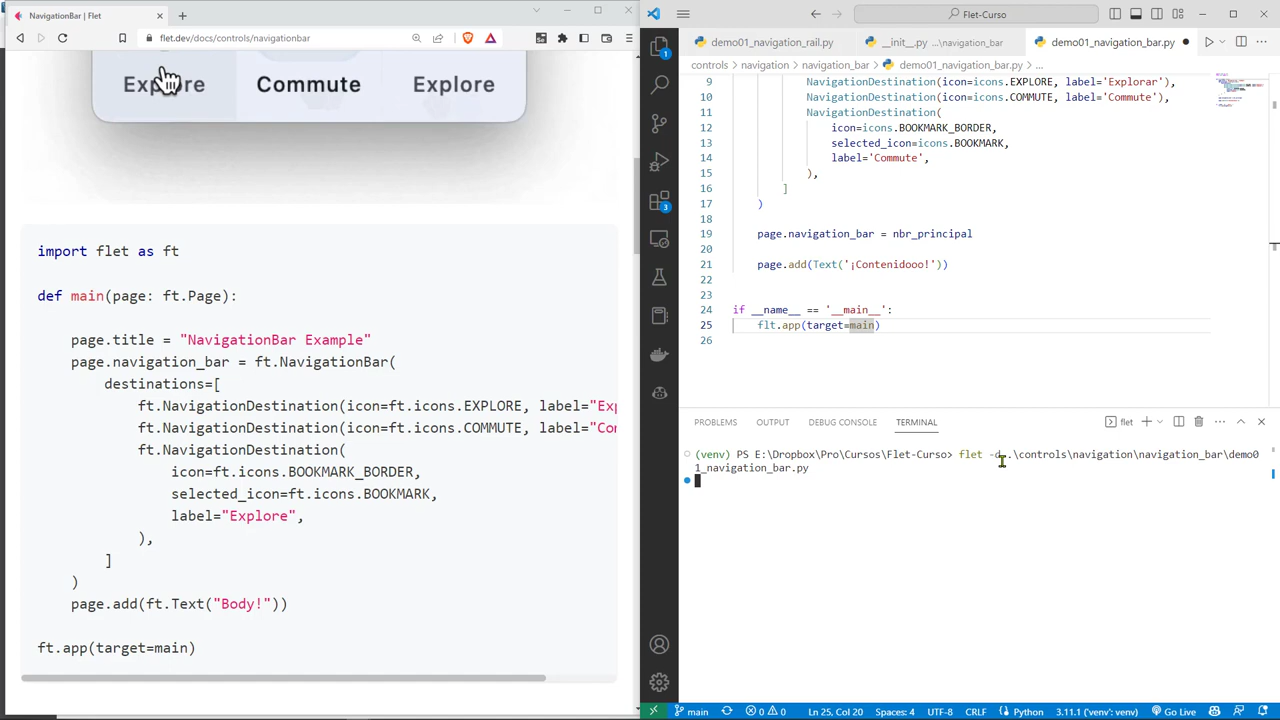 NavigationBar | Flet
flet.dev/docs/controls/navigationbar
Explore Commute Explore
import flet as ft
def main(page: ft.Page):
page.title = "NavigationBar Example"
page.navigation_bar = ft.NavigationBar(
destinations=[
ft.NavigationDestination(icon=ft.icons.EXPLORE, label="Exp
ft.NavigationDestination(icon=ft.icons.COMMUTE, label="Co
ft.NavigationDestination(
icon=ft.icons.BOOKMARK_BORDER,
selected_icon=ft.icons.BOOKMARK,
label="Explore",
),
]
)
page.add(ft.Text("Body!"))
ft.app(target=main)
Flet-Curso
demo01_navigation_rail.py
__init__.py ...\navigation_bar
demo01_navigation_bar.py
controls navigation navigation_bar demo01_navigation_bar.py ...
9 NavigationDestination(icon=icons.EXPLORE, label='Explorar'),
10 NavigationDestination(icon=icons.COMMUTE, label='Commute'),
11 NavigationDestination(
12 icon=icons.BOOKMARK_BORDER,
13 selected_icon=icons.BOOKMARK,
14 label='Commute',
15 ),
16 ]
17 )
18
19 page.navigation_bar = nbr_principal
20
21 page.add(Text('¡Contenidooo!'))
22
23
24 if __name__ == '__main__':
25 flt.app(target=main)
26
PROBLEMS OUTPUT DEBUG CONSOLE TERMINAL
flet
(venv) PS E:\Dropbox\Pro\Cursos\Flet-Curso> flet -d .\controls\navigation\navigation_bar\demo0
1_navigation_bar.py
1
3
main 0 0 Ln 25, Col 20 Spaces: 4 UTF-8 CRLF Python 3.11.1 ('venv': venv) Go Live